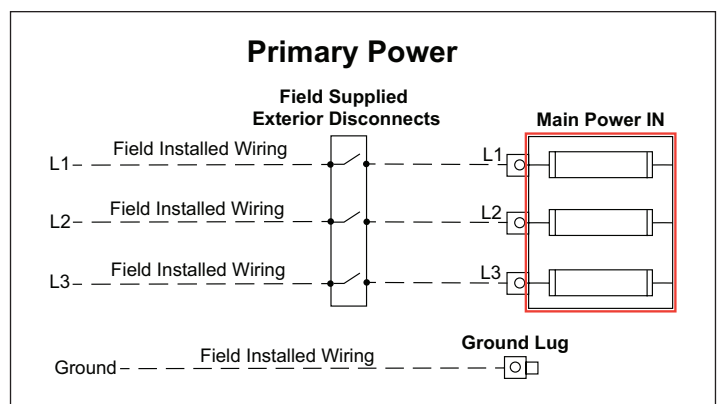 Primary Power
Field Supplied
Exterior Disconnects
Main Power IN
L1
Field Installed Wiring
L1
L2
Field Installed Wiring
L2
L3
Field Installed Wiring
L3
Ground
Field Installed Wiring
Ground Lug